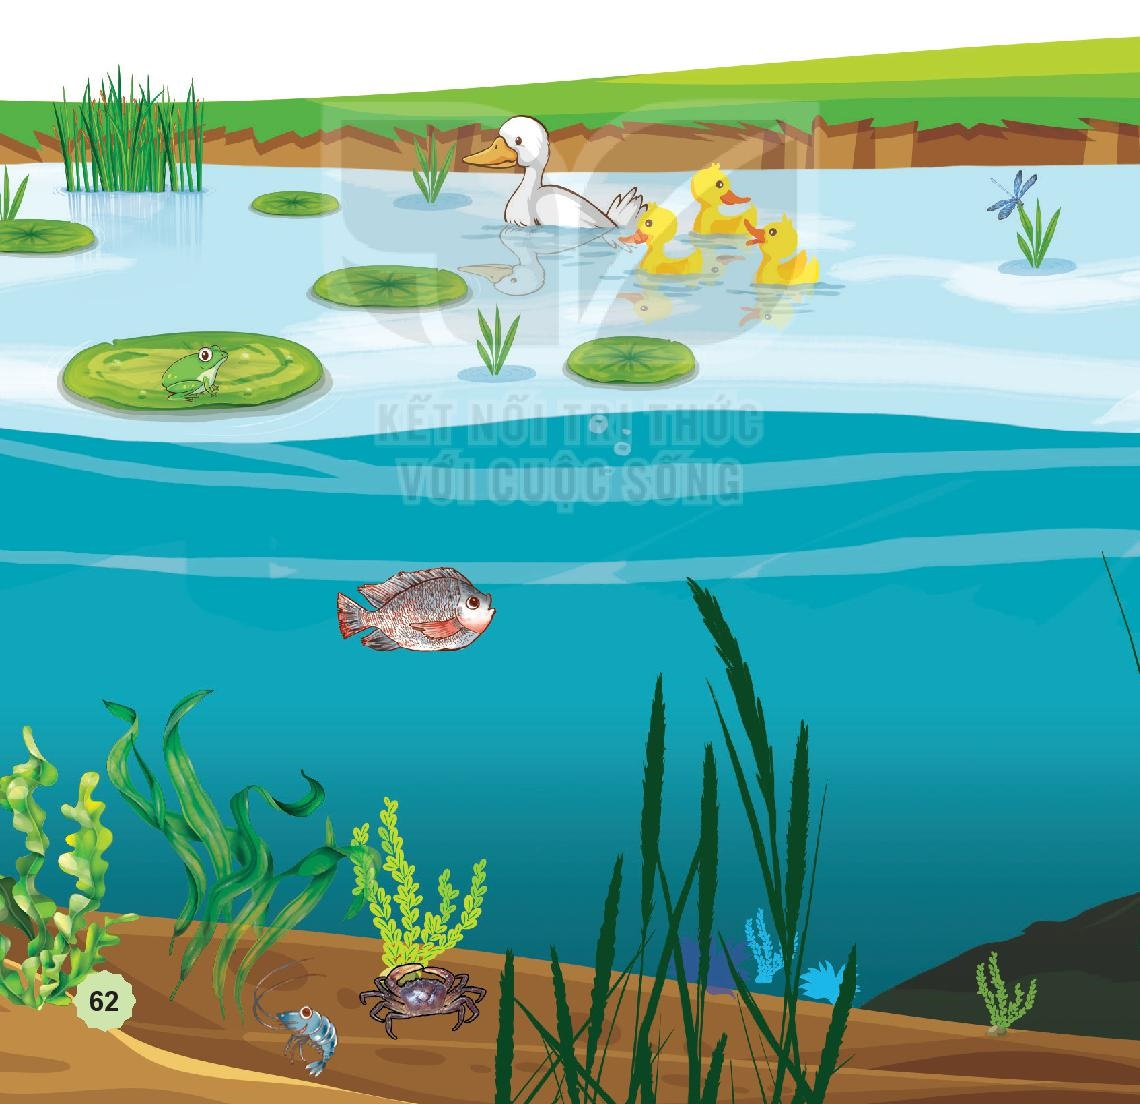 KẾT NỐI TRI THỨC
VỚI CUỘC SỐNG
62